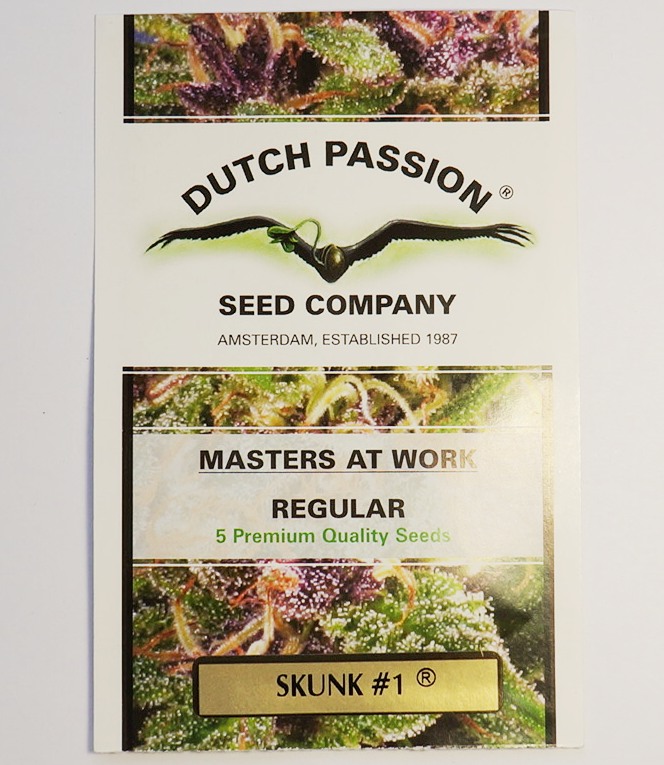 DUTCH PASSION ®
SEED COMPANY
AMSTERDAM, ESTABLISHED 1987
MASTERS AT WORK
REGULAR
5 Premium Quality Seeds
SKUNK #1 ®